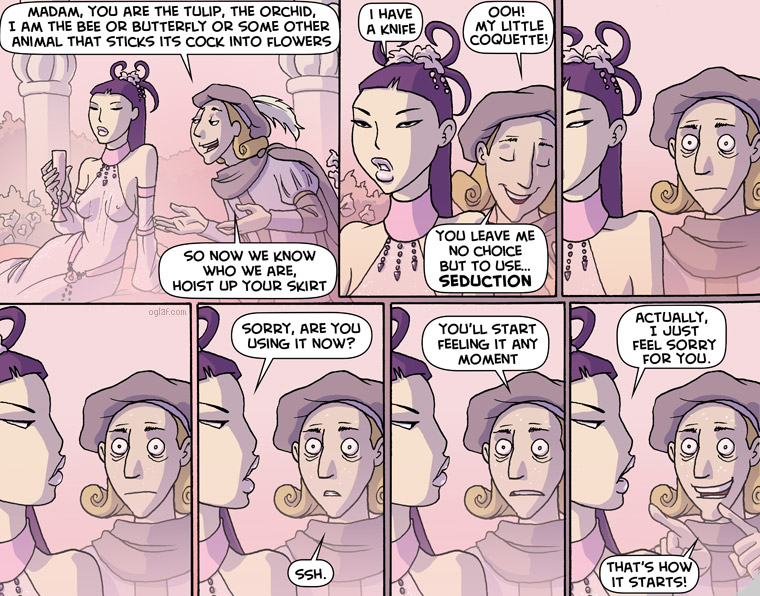 MADAM, YOU ARE THE TULIP, THE ORCHID,
I AM THE BEE OR BUTTERFLY OR SOME OTHER
ANIMAL THAT STICKS ITS COCK INTO FLOWERS
SO NOW WE KNOW
WHO WE ARE,
HOIST UP YOUR SKIRT
I HAVE
A KNIFE
OOH!
MY LITTLE
COQUETTE!
YOU LEAVE ME
NO CHOICE
BUT TO USE...
SEDUCTION
oglaf.com
SORRY, ARE YOU
USING IT NOW?
SSH.
YOU'LL START
FEELING IT ANY
MOMENT
ACTUALLY,
I JUST
FEEL SORRY
FOR YOU.
THAT'S HOW
IT STARTS!